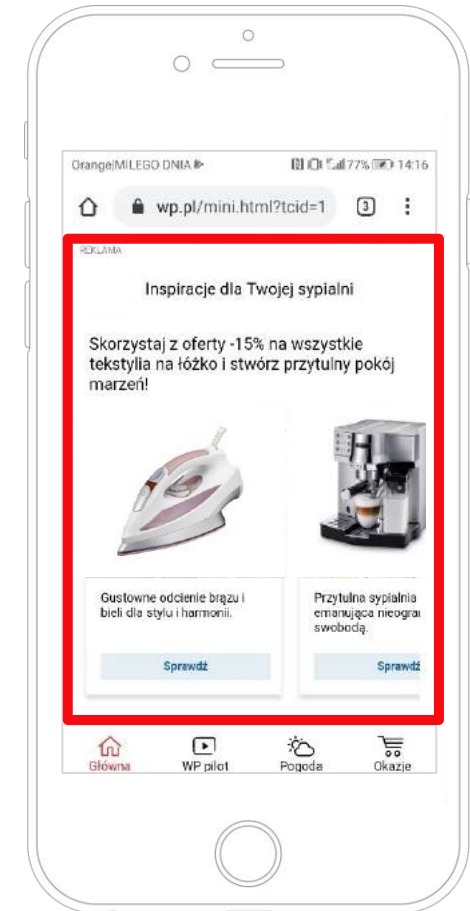 Orange|MIŁEGO DNIA 77% 14:16
wp.pl/mini.html?tcid=1 3
REKLAMA
Inspiracje dla Twojej sypialni
Skorzystaj z oferty -15% na wszystkie
tekstylia na łóżko i stwórz przytulny pokój
marzeń!
Gustowne odcienie brązu i
bieli dla stylu i harmonii.
Sprawdź
Przytulna sypialnia
emanująca nieograr
swobodą.
Sprawdź
Główna WP pilot Pogoda Okazje